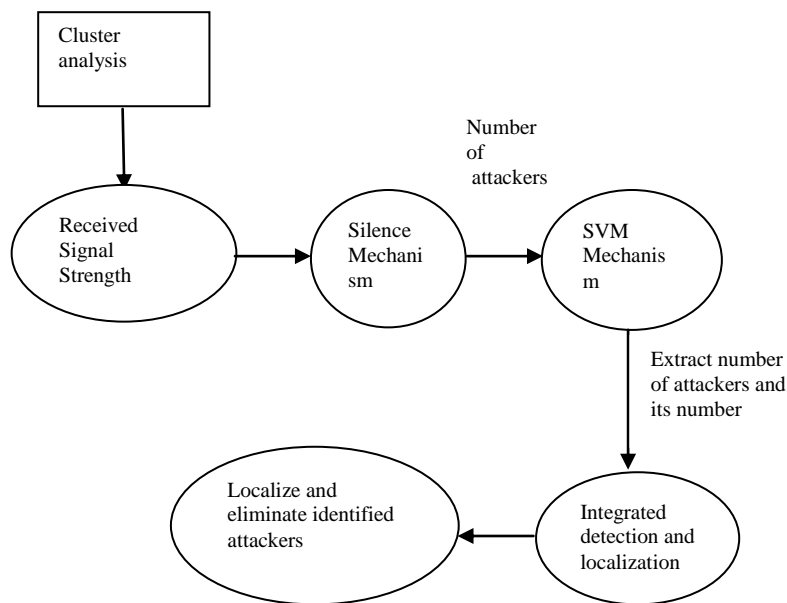 Cluster
analysis
Number
of
attackers
Received
Signal
Strength
Silence
Mechani
sm
SVM
Mechanis
m
Extract number
of attackers and
its number
Localize and
eliminate identified
attackers
Integrated
detection and
localization